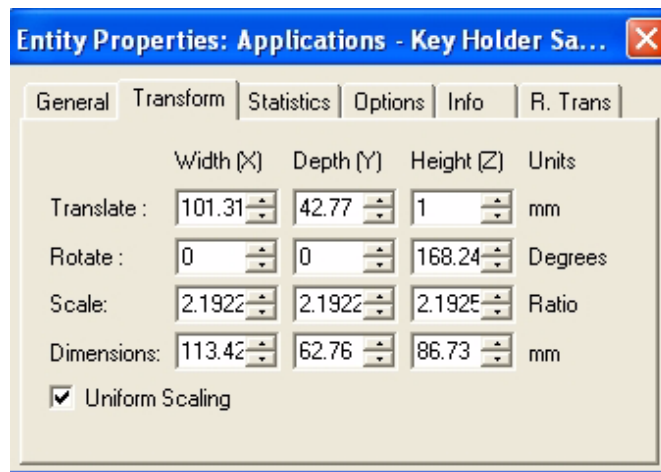 Entity Properties: Applications - Key Holder Sa...
General Transform Statistics Options Info R. Trans
Width (X) Depth (Y) Height (Z) Units
Translate : 101.31 42.77 1 mm
Rotate : 0 0 168.24 Degrees
Scale: 2.1922 2.1922 2.1925 Ratio
Dimensions: 113.42 62.76 86.73 mm
Uniform Scaling